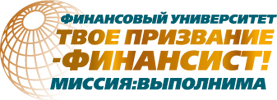 ФИНАНСОВЫЙ УНИВЕРСИТЕТ
ТВОЕ ПРИЗВАНИЕ
-ФИНАНСИСТ!
МИССИЯ:ВЫПОЛНИМА